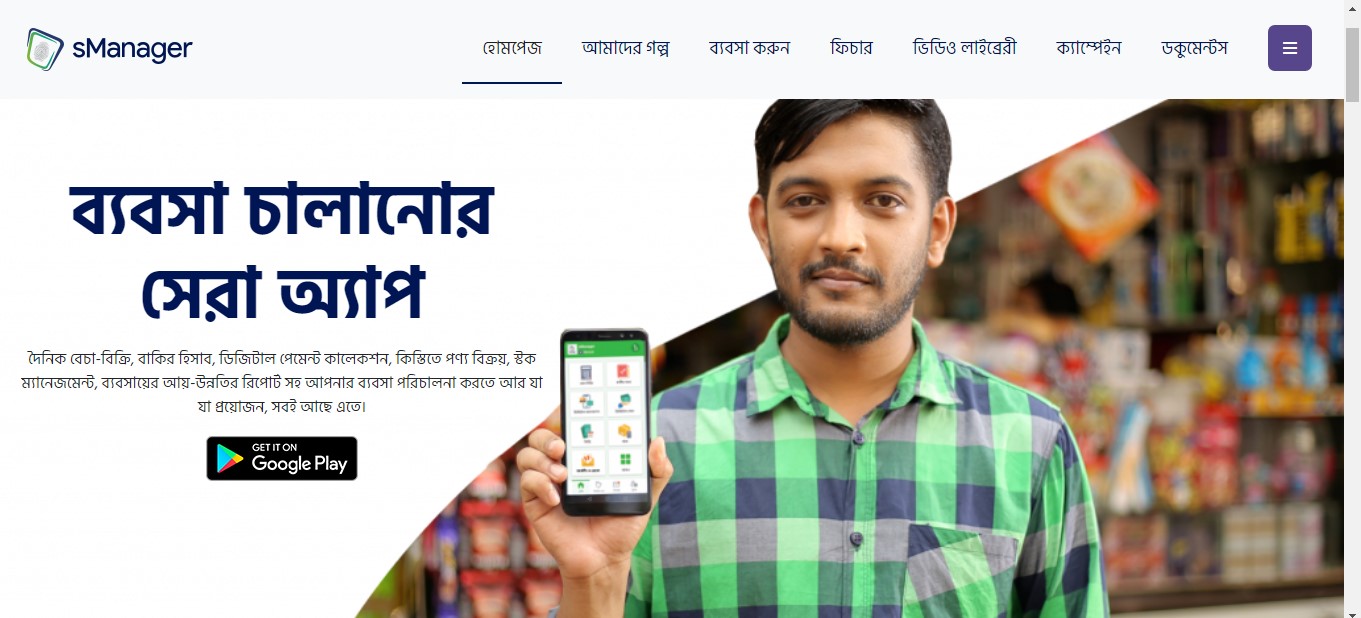 sManager
হোমপেজ
আমাদের গল্প
ব্যবসা করুন
ফিচার
ভিডিও লাইব্রেরী
ক্যাম্পেইন
ডকুমেন্টস
ব্যবসা চালানোর
সেরা অ্যাপ
দৈনিক বেচা-বিক্রি, বাকির হিসাব, ডিজিটাল পেমেন্ট কালেকশন, কিস্তিতে পণ্য বিক্রয়, স্টক
ম্যানেজমেন্ট, ব্যবসায়ের আয়-উন্নতির রিপোর্ট সহ আপনার ব্যবসা পরিচালনা করতে আর যা
যা প্রয়োজন, সবই আছে এতে।
GET IT ON
Google Play